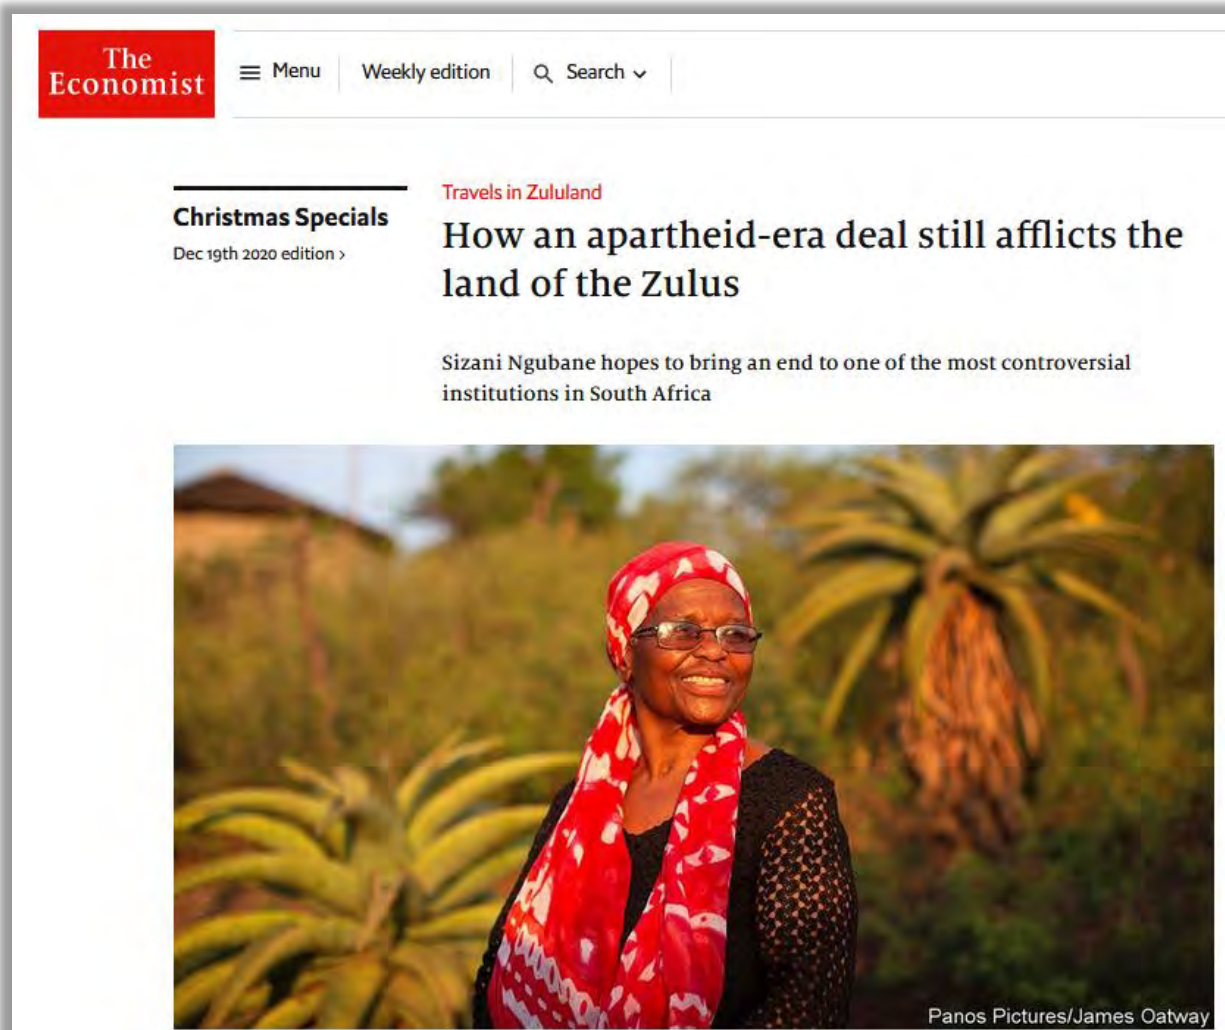 The
Economist
Menu
Weekly edition
Search
Christmas Specials
Dec 19th 2020 edition >
Travels in Zululand
How an apartheid-era deal still afflicts the
land of the Zulus
Sizani Ngubane hopes to bring an end to one of the most controversial
institutions in South Africa
Panos Pictures/James Oatway